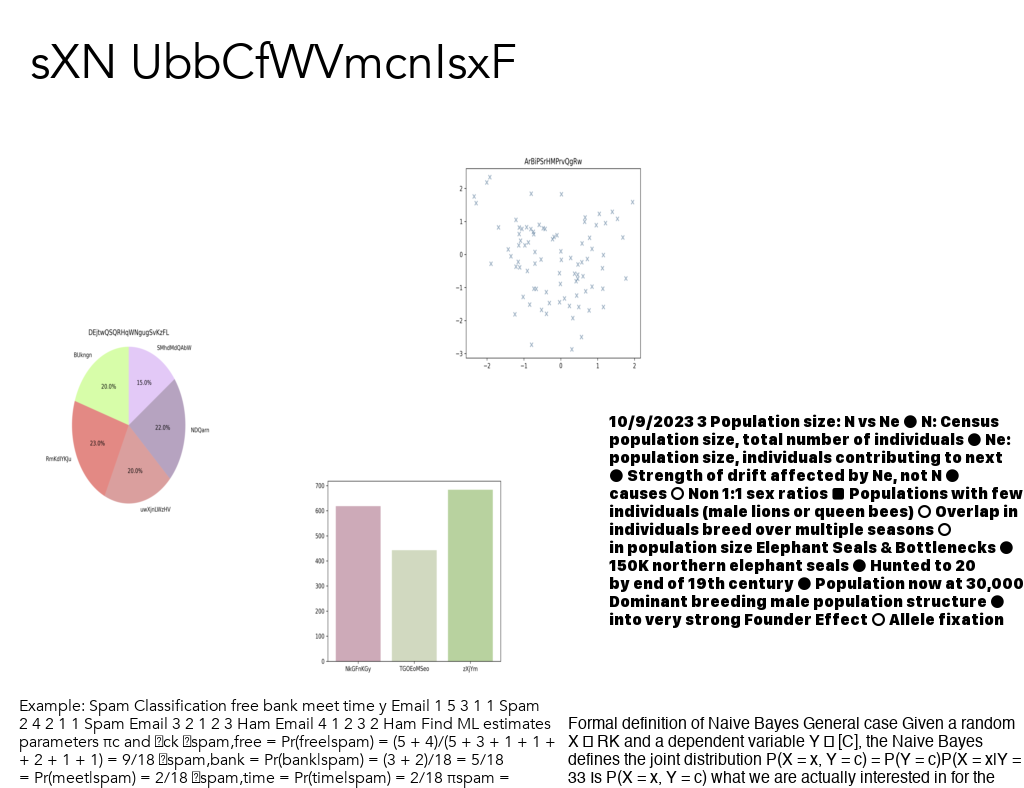 sXN UbbCfWVmcnIsxF
ArBiPSrHMPrvQgRw
2
1
0
−1
−2
−3
−2 −1 0 1 2
DEjtwQSQRHqWNgugSvKzFL
SMhdMdQAbW
BUkngn
15.0%
20.0%
22.0%
NDQarn
23.0%
RmKdIYKJu
20.0%
uwXjnLWzHV
700
600
500
400
300
200
100
0
NkGFnKGy TGOEoMSeo zXjYm
10/9/2023 3 Population size: N vs Ne ● N: Census
population size, total number of individuals ● Ne:
population size, individuals contributing to next
● Strength of drift affected by Ne, not N ●
causes ○ Non 1:1 sex ratios ■ Populations with few
individuals (male lions or queen bees) ○ Overlap in
individuals breed over multiple seasons ○
in population size Elephant Seals & Bottlenecks ●
150K northern elephant seals ● Hunted to 20
by end of 19th century ● Population now at 30,000
Dominant breeding male population structure ●
into very strong Founder Effect ○ Allele fixation
Example: Spam Classification free bank meet time y Email 1 5 3 1 1 Spam
2 4 2 1 1 Spam Email 3 2 1 2 3 Ham Email 4 1 2 3 2 Ham Find ML estimates
parameters πc and ck spam,free = Pr(free|spam) = (5 + 4)/(5 + 3 + 1 + 1 +
+ 2 + 1 + 1) = 9/18 spam,bank = Pr(bank|spam) = (3 + 2)/18 = 5/18
= Pr(meet|spam) = 2/18 spam,time = Pr(time|spam) = 2/18 πspam =
Formal definition of Naive Bayes General case Given a random
X RK and a dependent variable Y [C], the Naive Bayes
defines the joint distribution P(X = x, Y = c) = P(Y = c)P(X = x|Y =
33 Is P(X = x, Y = c) what we are actually interested in for the